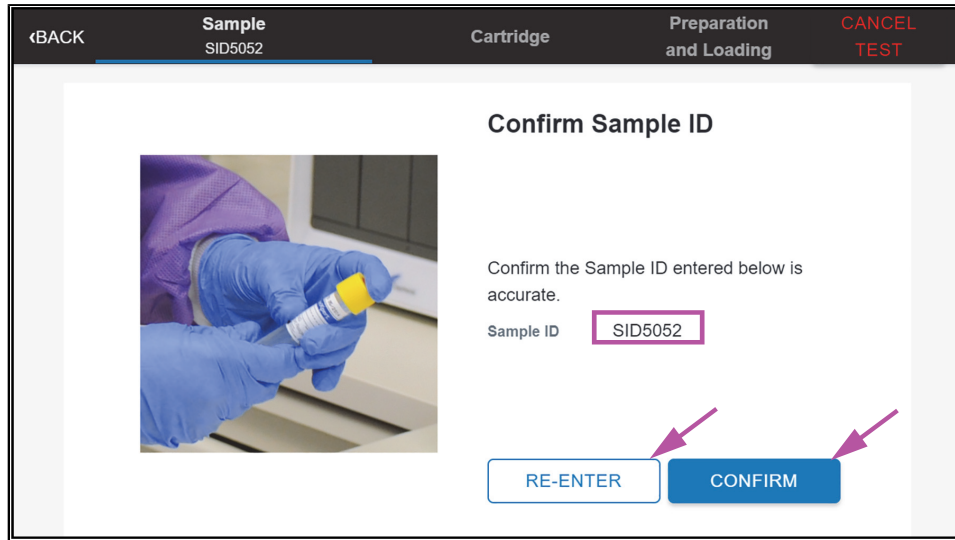 ‹BACK
Sample
SID5052
Cartridge
Preparation
and Loading
CANCEL
TEST
Confirm Sample ID
Confirm the Sample ID entered below is
accurate.
Sample ID SID5052
RE-ENTER
CONFIRM